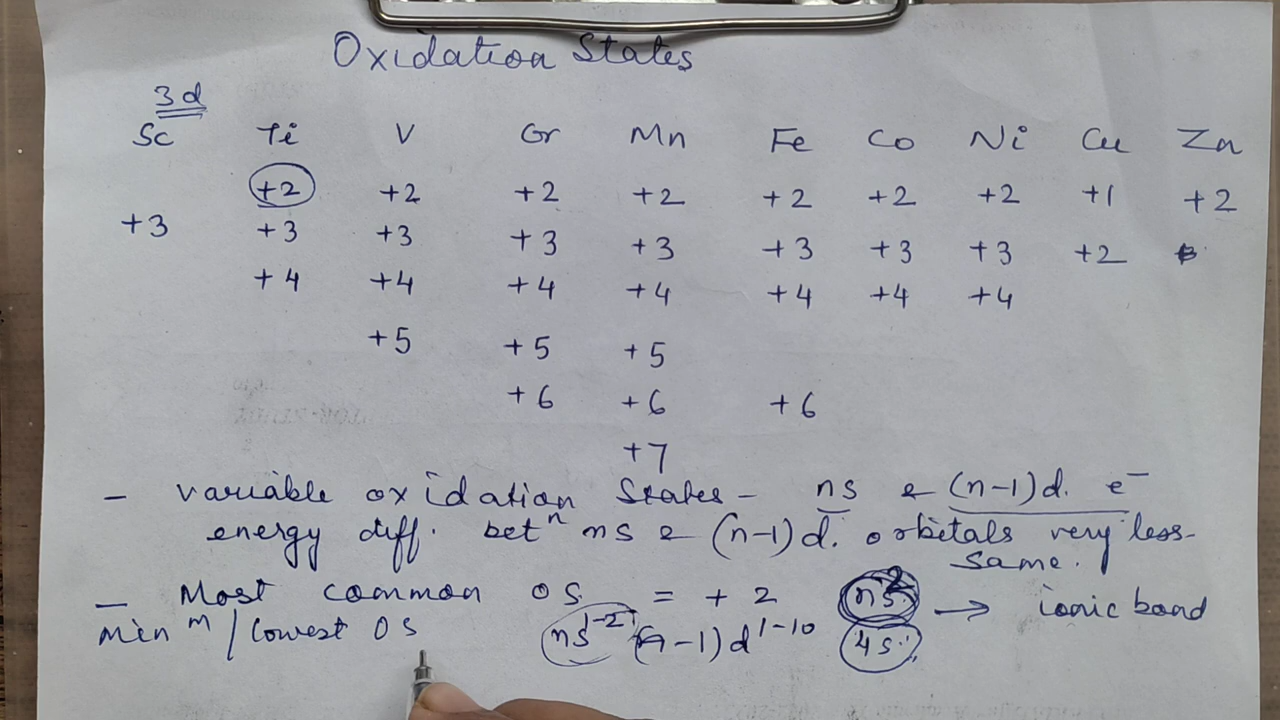 Oxidation States
3d
Sc Ti V Cr Mn Fe Co Ni Cu Zn
+2 +2 +2 +2 +2 +2 +2 +1 +2
+3 +3 +3 +3 +3 +3 +3 +3 +2
+4 +4 +4 +4 +4 +4 +4
+5 +5 +5
+6 +6 +6
+7
- variable oxidation States - ns & (n-1)d. e⁻
energy diff. betⁿ ns & (n-1)d. orbitals very less-
same.
- Most common OS = +2 ns² → ionic bond
minᵐ/lowest OS ns¹⁻² (n-1)d¹⁻¹⁰ 4s